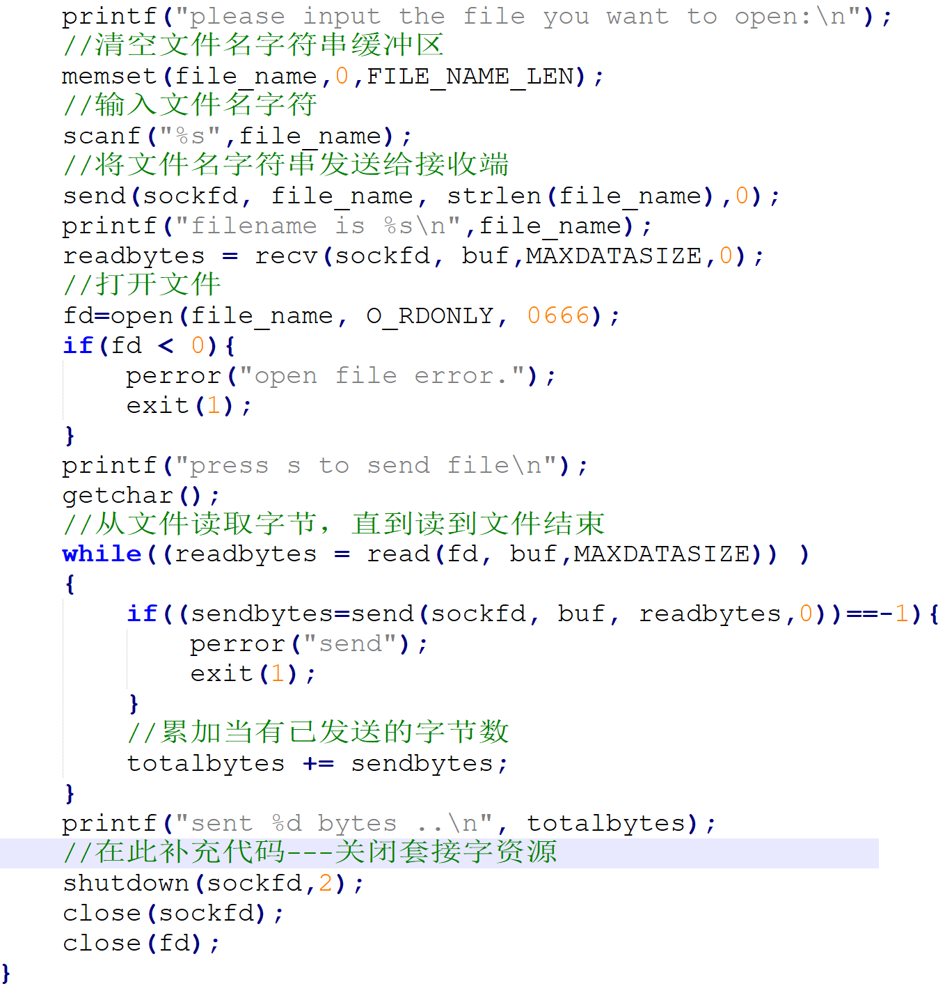 printf("please input the file you want to open:\n");
//清空文件名字符串缓冲区
memset(file_name,0,FILE_NAME_LEN);
//输入文件名字符
scanf("%s",file_name);
//将文件名字符串发送给接收端
send(sockfd, file_name, strlen(file_name),0);
printf("filename is %s\n",file_name);
readbytes = recv(sockfd, buf,MAXDATASIZE,0);
//打开文件
fd=open(file_name, O_RDONLY, 0666);
if(fd < 0){
perror("open file error.");
exit(1);
}
printf("press s to send file\n");
getchar();
//从文件读取字节，直到读到文件结束
while((readbytes = read(fd, buf,MAXDATASIZE)) )
{
if((sendbytes=send(sockfd, buf, readbytes,0))==-1){
perror("send");
exit(1);
}
//累加当有已发送的字节数
totalbytes += sendbytes;
}
printf("sent %d bytes ..\n", totalbytes);
//在此补充代码---关闭套接字资源
shutdown(sockfd,2);
close(sockfd);
close(fd);
}